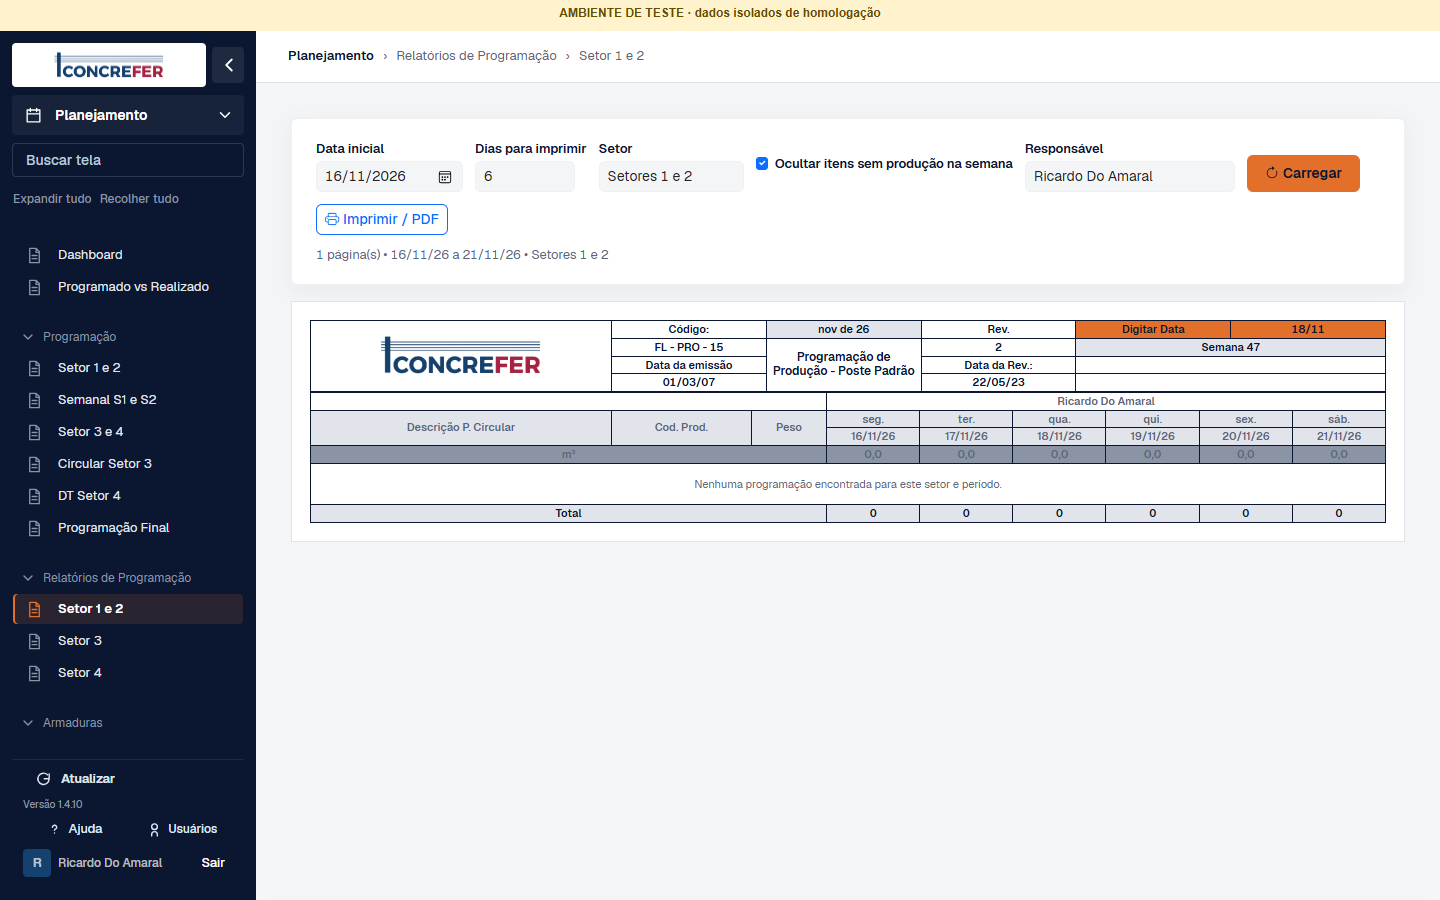 AMBIENTE DE TESTE · dados isolados de homologação
CONCREFER
Planejamento
Buscar tela
Expandir tudo Recolher tudo
Dashboard
Programado vs Realizado
Programação
Setor 1 e 2
Semanal S1 e S2
Setor 3 e 4
Circular Setor 3
DT Setor 4
Programação Final
Relatórios de Programação
Setor 1 e 2
Setor 3
Setor 4
Armaduras
Atualizar
Versão 1.4.10
? Ajuda Usuários
R Ricardo Do Amaral Sair
Planejamento › Relatórios de Programação › Setor 1 e 2
Data inicial Dias para imprimir Setor Ocultar itens sem produção na semana Responsável
16/11/2026 6 Setores 1 e 2 Ricardo Do Amaral Carregar
Imprimir / PDF
1 página(s) • 16/11/26 a 21/11/26 • Setores 1 e 2
CONCREFER
Código: nov de 26 Rev. Digitar Data 18/11
FL - PRO - 15 Programação de Produção - Poste Padrão 2 Semana 47
Data da emissão Data da Rev.:
01/03/07 22/05/23
Ricardo Do Amaral
Descrição P. Circular Cod. Prod. Peso seg. ter. qua. qui. sex. sáb.
16/11/26 17/11/26 18/11/26 19/11/26 20/11/26 21/11/26
m³ 0,0 0,0 0,0 0,0 0,0 0,0
Nenhuma programação encontrada para este setor e período.
Total 0 0 0 0 0 0